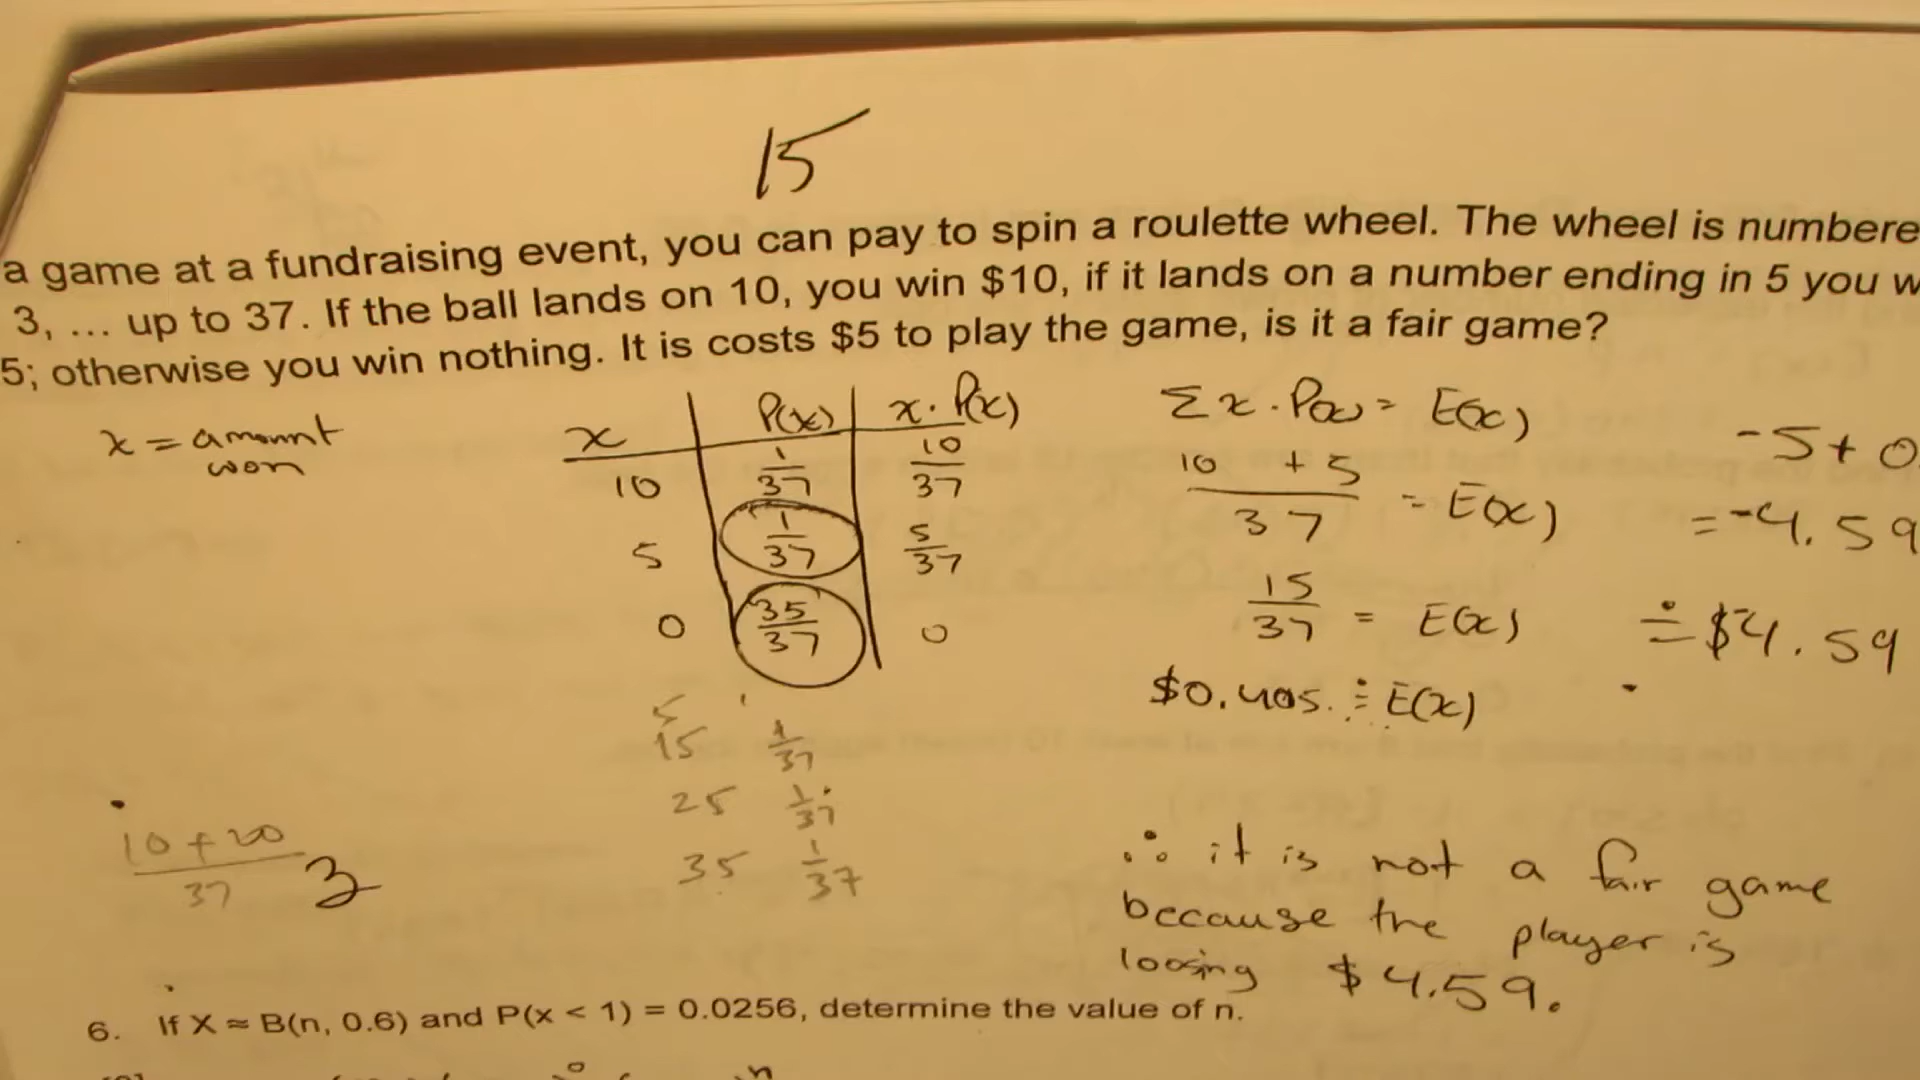 15
a game at a fundraising event, you can pay to spin a roulette wheel. The wheel is numbere
3, ... up to 37. If the ball lands on 10, you win $10, if it lands on a number ending in 5 you w
5; otherwise you win nothing. It is costs $5 to play the game, is it a fair game?
x = amount
won
x P(x) x · P(x)
10 1/37 10/37
5 1/37 5/37
0 35/37 0
5
15 1/37
25 1/37
35 1/37
Σx · P(x) = E(x)
10 + 5 / 37 = E(x)
15/37 = E(x)
$0.405. ≐ E(x)
-5 + 0.
= -4.59
≐ $-4.59
10 + 20 / 37
3
∴ it is not a fair game
because the player is
loosing $4.59.
6. If X ≈ B(n, 0.6) and P(x < 1) = 0.0256, determine the value of n.